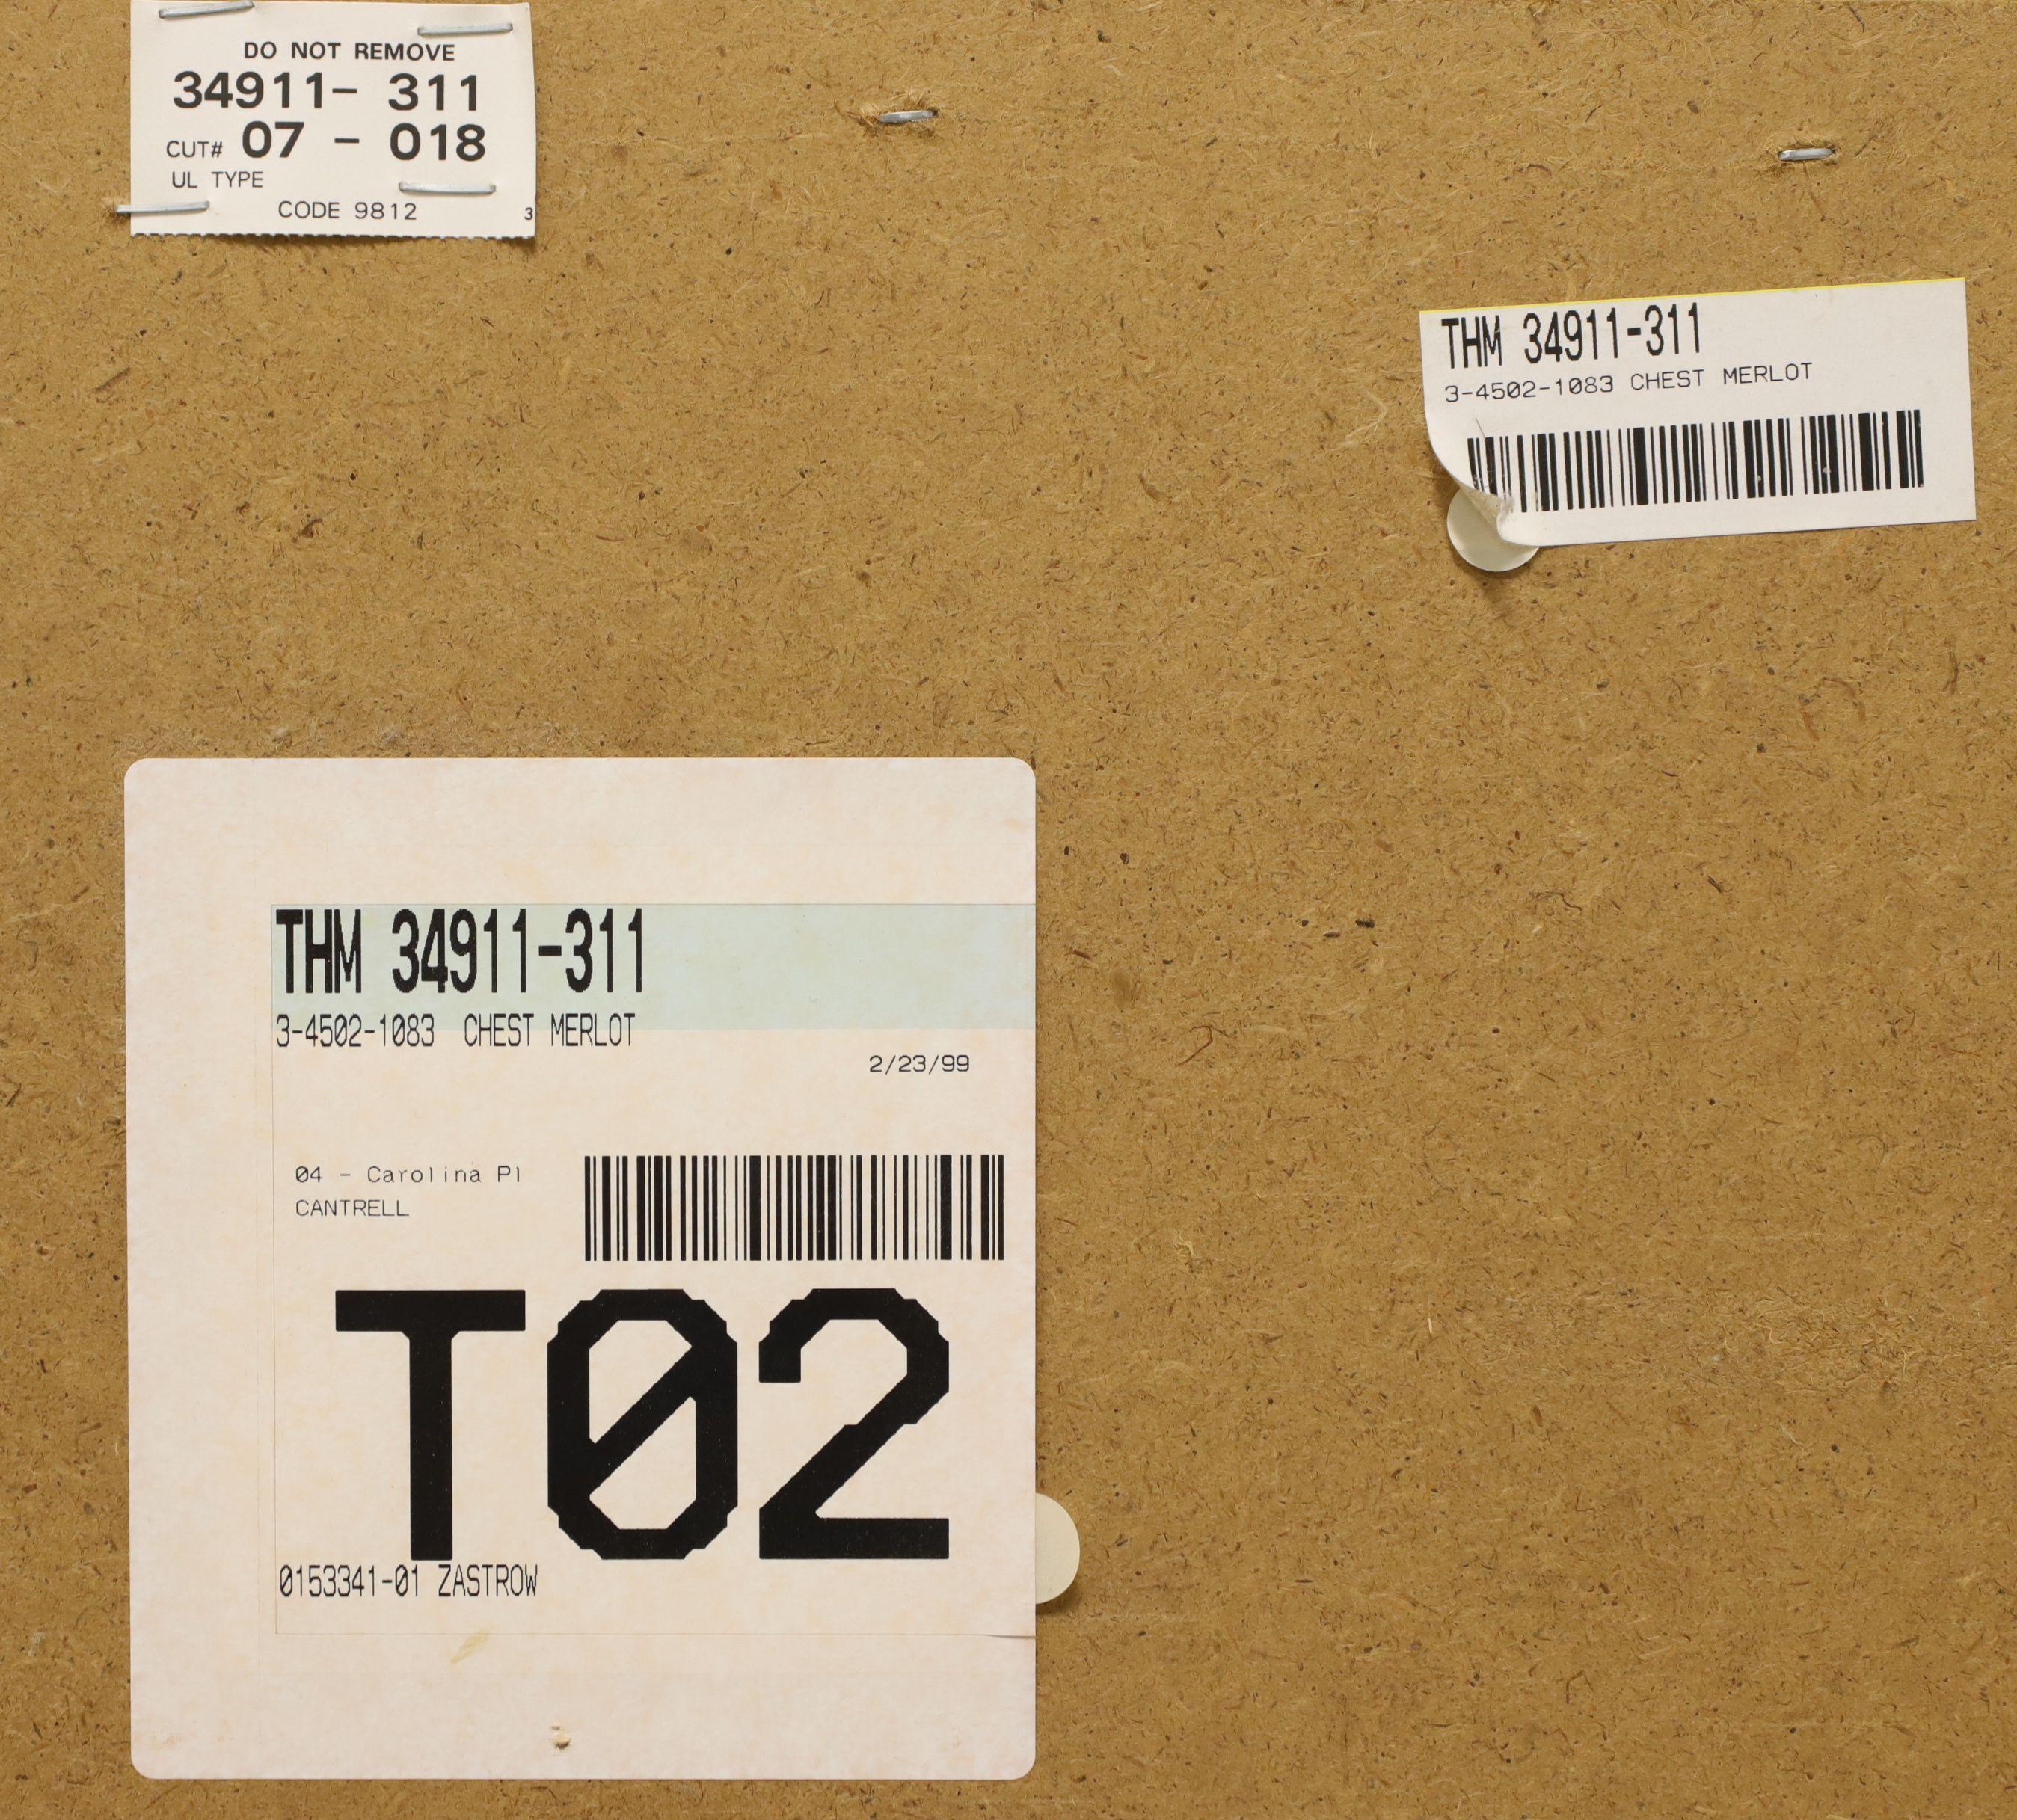 DO NOT REMOVE
34911- 311
CUT# 07 - 018
UL TYPE
CODE 9812 3
THM 34911-311
3-4502-1083 CHEST MERLOT
THM 34911-311
3-4502-1083 CHEST MERLOT
2/23/99
04 - Carolina Pl
CANTRELL
T02
0153341-01 ZASTROW